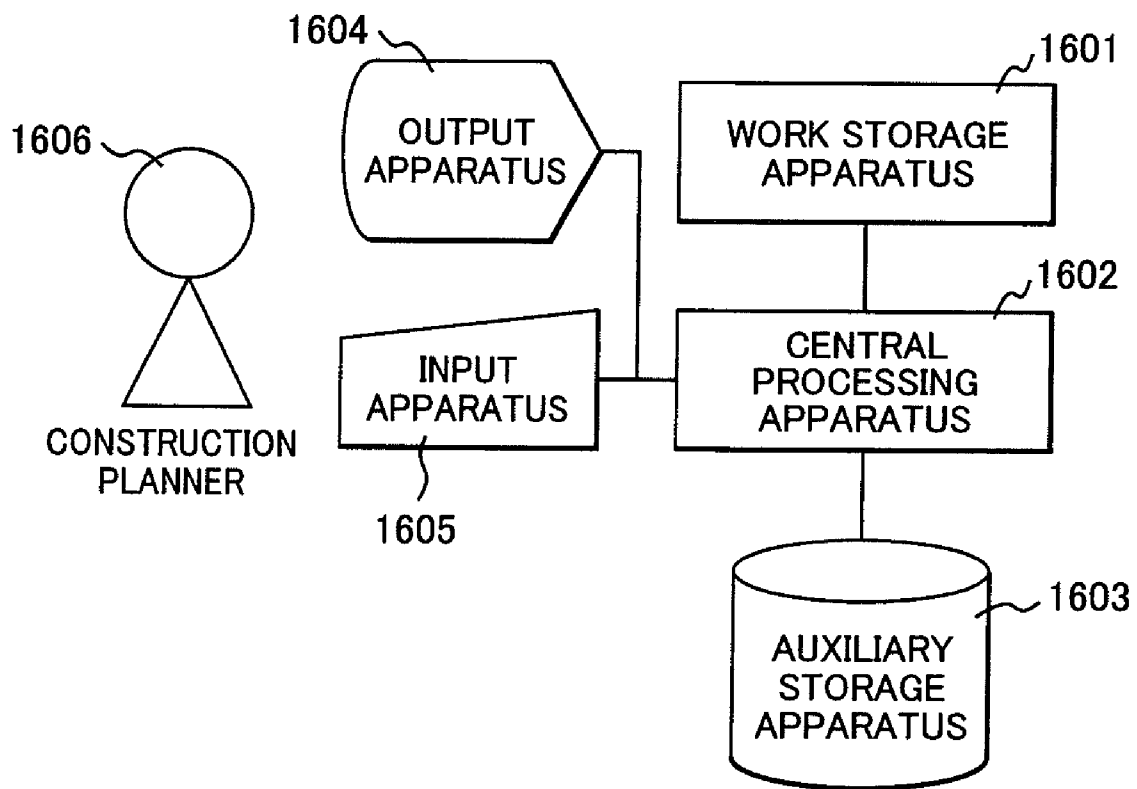 1604
1601
OUTPUT
APPARATUS
WORK STORAGE
APPARATUS
1606
1602
CENTRAL
PROCESSING
APPARATUS
INPUT
APPARATUS
CONSTRUCTION
PLANNER
1605
1603
AUXILIARY
STORAGE
APPARATUS